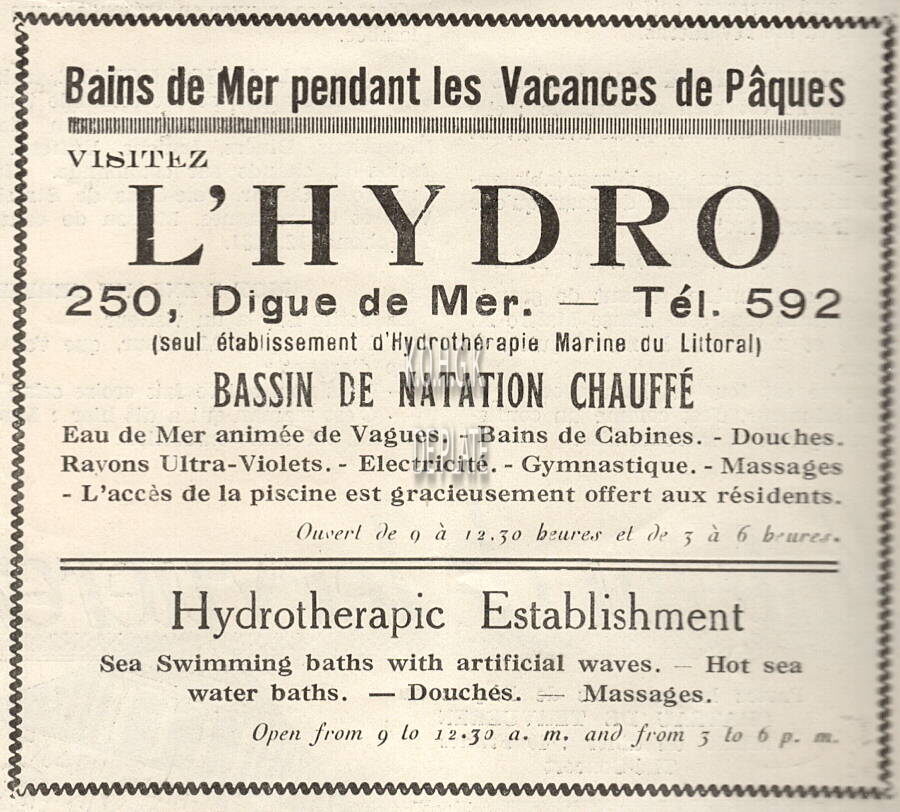 Bains de Mer pendant les Vacances de Pâques
VISITEZ
L'HYDRO
250, Digue de Mer. — Tél. 592
(seul établissement d'Hydrothérapie Marine du Littoral)
KOHGK
BASSIN DE NATATION CHAUFFÉ
Eau de Mer animée de Vagues. - Bains de Cabines. - Douches.
DEPLATE
Rayons Ultra-Violets. - Electricité. - Gymnastique. - Massages
- L'accès de la piscine est gracieusement offert aux résidents.
Ouvert de 9 à 12.30 heures et de 3 à 6 heures.
Hydrotherapic Establishment
Sea Swimming baths with artificial waves. — Hot sea
water baths. — Douches. — Massages.
Open from 9 to 12.30 a. m. and from 3 to 6 p. m.